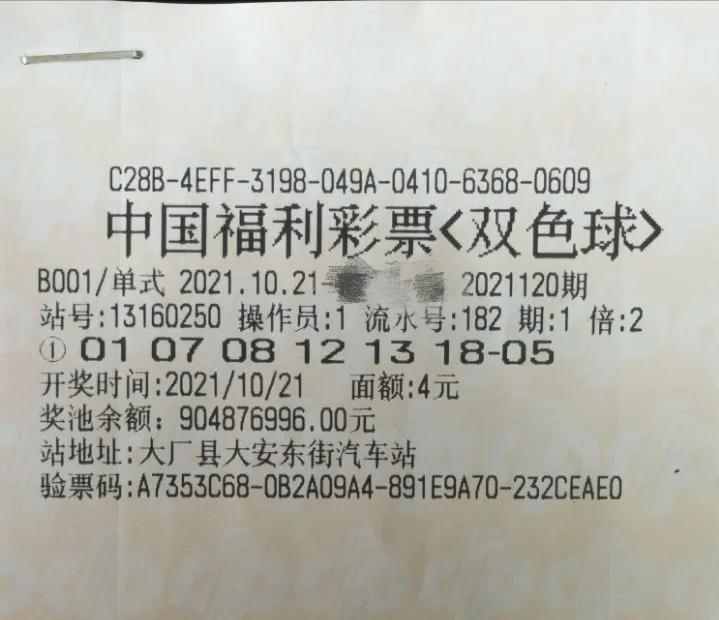 C28B-4EFF-3198-049A-0410-6368-0609
中国福利彩票<双色球>
B001/单式 2021.10.21- 2021120期
站号:13160250 操作员:1 流水号:182 期:1 倍:2
① 01 07 08 12 13 18-05
开奖时间:2021/10/21 面额:4元
奖池余额: 904876996.00元
站地址:大厂县大安东街汽车站
验票码:A7353C68-0B2A09A4-891E9A70-232CEAE0